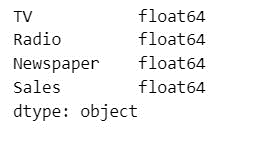 TV           float64
Radio        float64
Newspaper    float64
Sales        float64
dtype: object